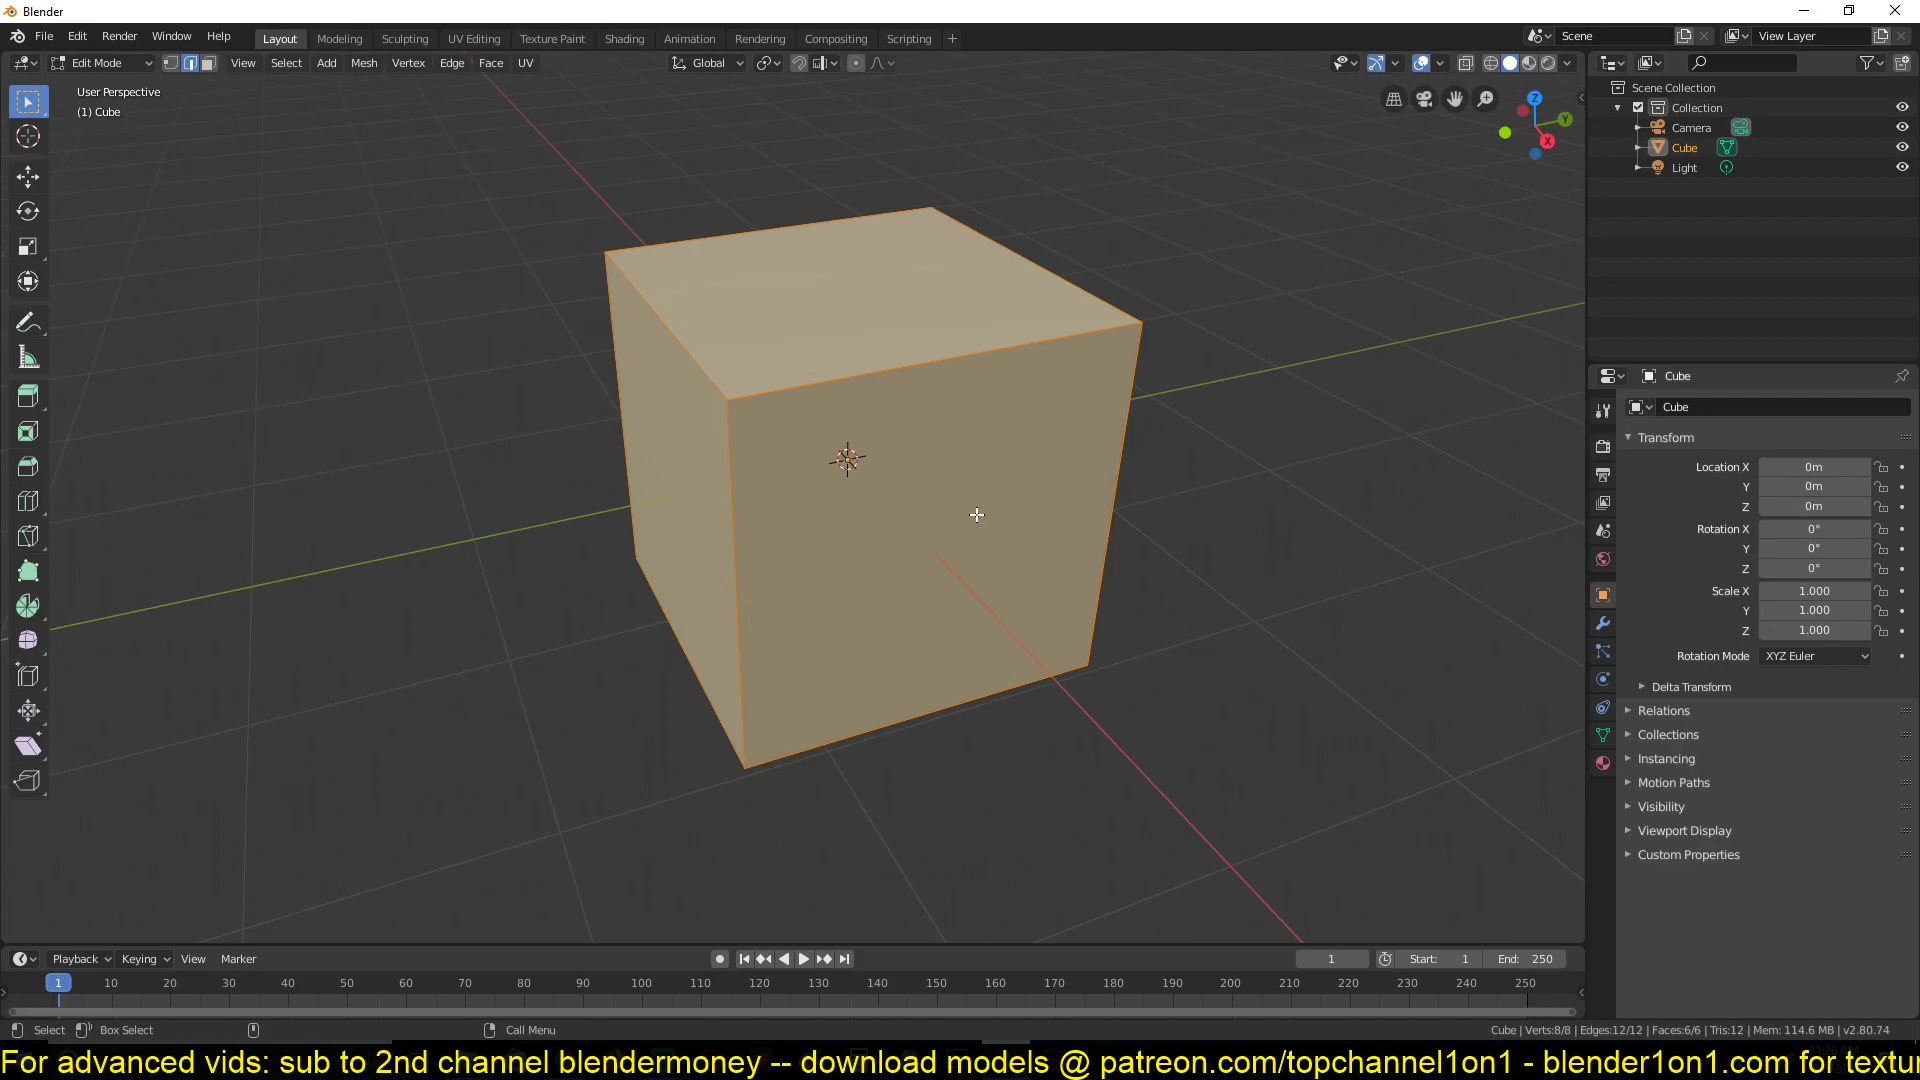 Blender
File Edit Render Window Help Layout Modeling Sculpting UV Editing Texture Paint Shading Animation Rendering Compositing Scripting + Scene View Layer
Edit Mode View Select Add Mesh Vertex Edge Face UV Global
User Perspective
(1) Cube
Z
Y
X
Scene Collection
Collection
Camera
Cube
Light
Cube
Cube
Transform
Location X 0m
Y 0m
Z 0m
Rotation X 0°
Y 0°
Z 0°
Scale X 1.000
Y 1.000
Z 1.000
Rotation Mode XYZ Euler
Delta Transform
Relations
Collections
Instancing
Motion Paths
Visibility
Viewport Display
Custom Properties
Playback Keying View Marker 1 Start: 1 End: 250
1 10 20 30 40 50 60 70 80 90 100 110 120 130 140 150 160 170 180 190 200 210 220 230 240 250
Select Box Select Call Menu Cube | Verts:8/8 | Edges:12/12 | Faces:6/6 | Tris:12 | Mem: 114.6 MB | v2.80.74
For advanced vids: sub to 2nd channel blendermoney -- download models @ patreon.com/topchannel1on1 - blender1on1.com for textur